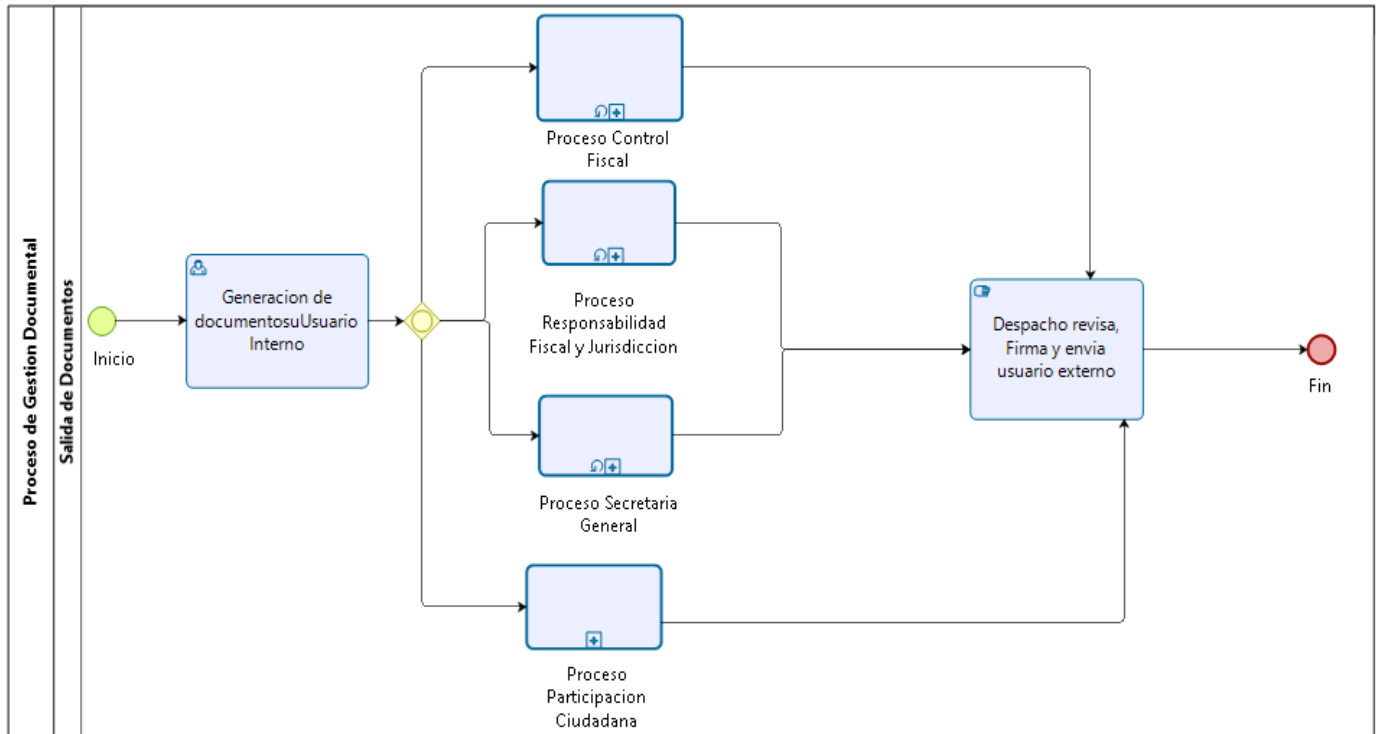 Proceso de Gestion Documental
Salida de Documentos
Inicio
Generacion de
documentosuUsuario
Interno
Proceso Control
Fiscal
Proceso
Responsabilidad
Fiscal y Jurisdiccion
Proceso Secretaria
General
Proceso
Participacion
Ciudadana
Despacho revisa,
Firma y envia
usuario externo
Fin